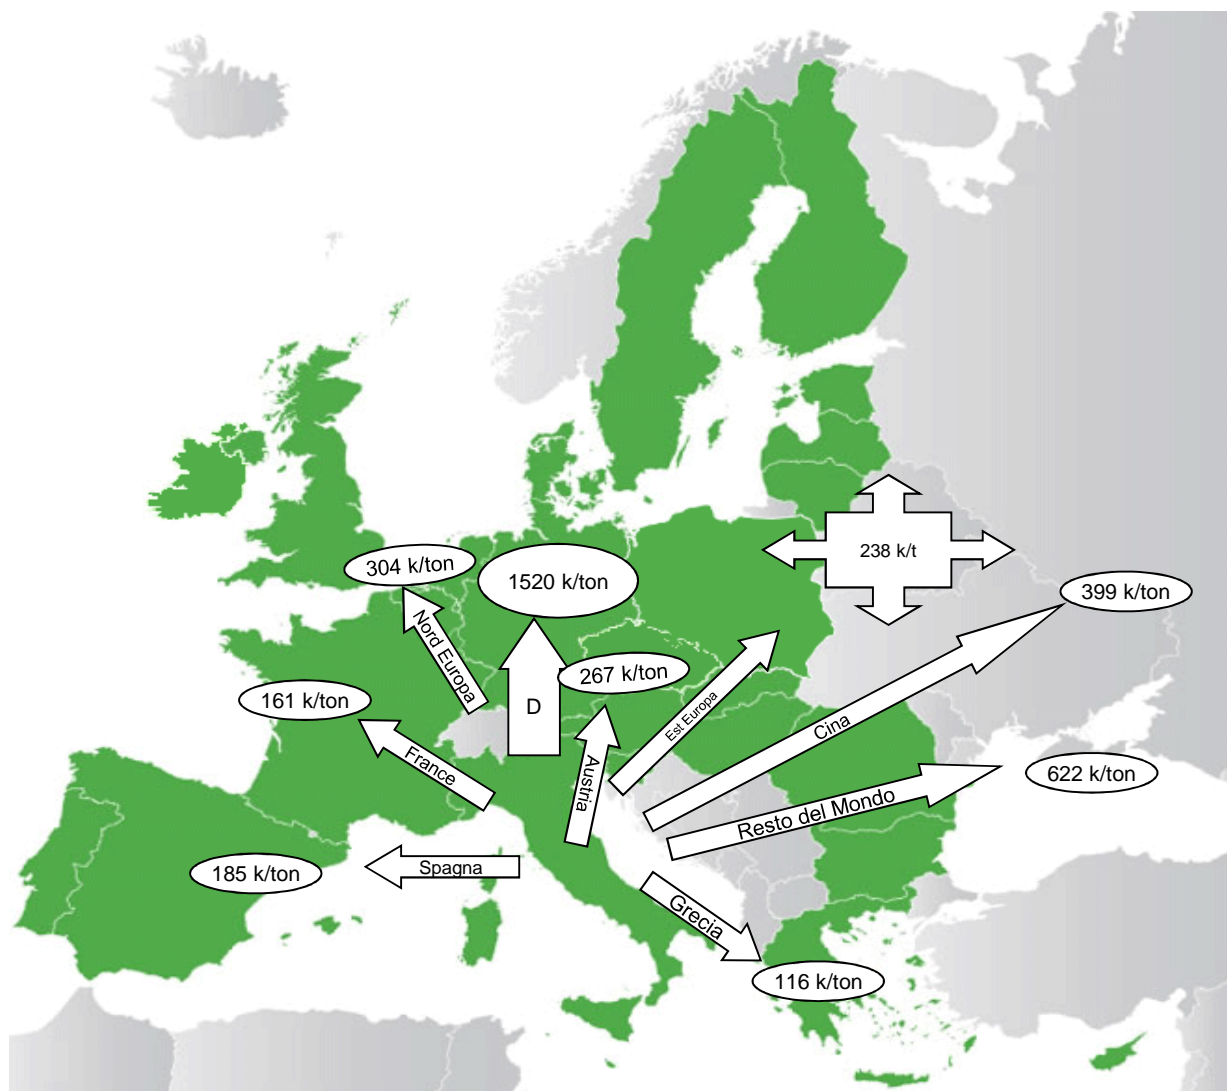 238 k/t
304 k/ton
1520 k/ton
399 k/ton
Nord Europa
267 k/ton
161 k/ton
D
Est Europa
Cina
France
Austria
622 k/ton
Resto del Mondo
185 k/ton
Spagna
Grecia
116 k/ton